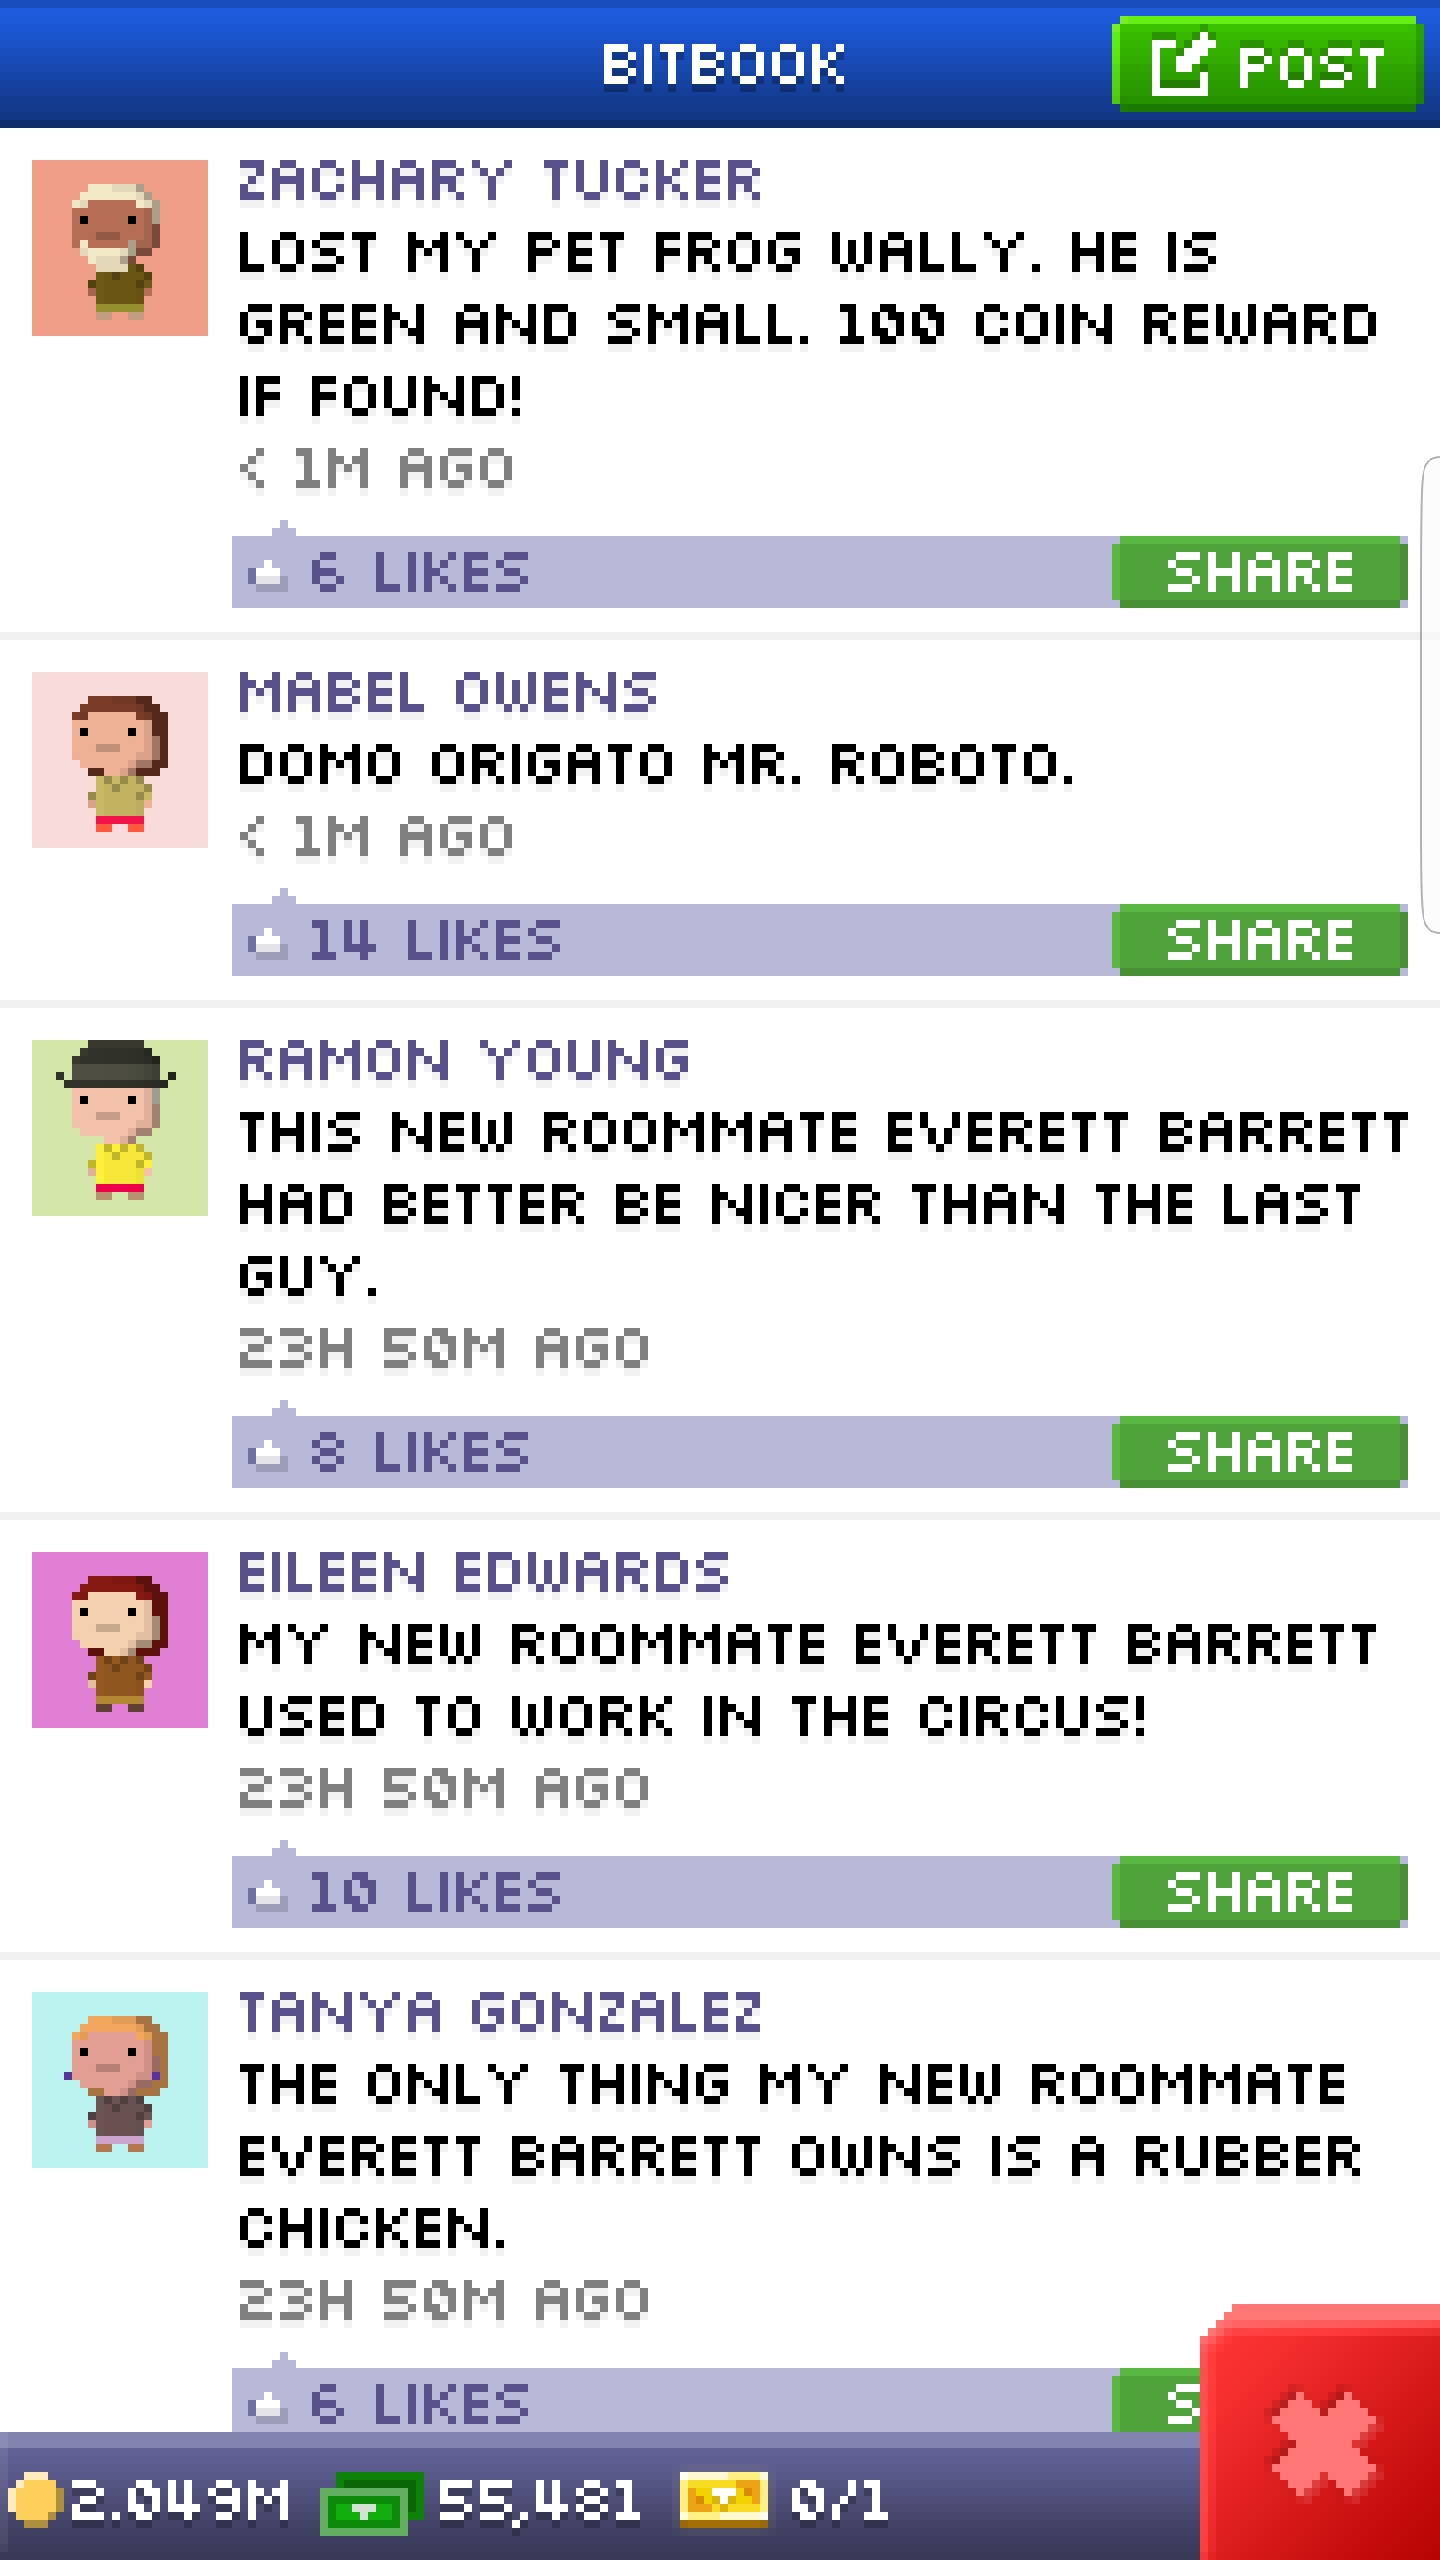 BITBOOK
POST
ZACHARY TUCKER
LOST MY PET FROG WALLY. HE IS
GREEN AND SMALL. 100 COIN REWARD
IF FOUND!
< 1M AGO
6 LIKES
SHARE
MABEL OWENS
DOMO ORIGATO MR. ROBOTO.
< 1M AGO
14 LIKES
SHARE
RAMON YOUNG
THIS NEW ROOMMATE EVERETT BARRETT
HAD BETTER BE NICER THAN THE LAST
GUY.
23H 50M AGO
8 LIKES
SHARE
EILEEN EDWARDS
MY NEW ROOMMATE EVERETT BARRETT
USED TO WORK IN THE CIRCUS!
23H 50M AGO
10 LIKES
SHARE
TANYA GONZALEZ
THE ONLY THING MY NEW ROOMMATE
EVERETT BARRETT OWNS IS A RUBBER
CHICKEN.
23H 50M AGO
6 LIKES
2.049M
55,481
0/1